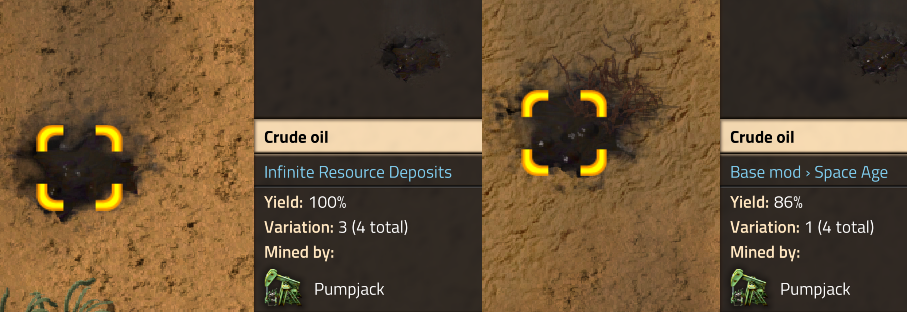 Crude oil
Infinite Resource Deposits
Yield: 100%
Variation: 3 (4 total)
Mined by:
Pumpjack
Crude oil
Base mod › Space Age
Yield: 86%
Variation: 1 (4 total)
Mined by:
Pumpjack